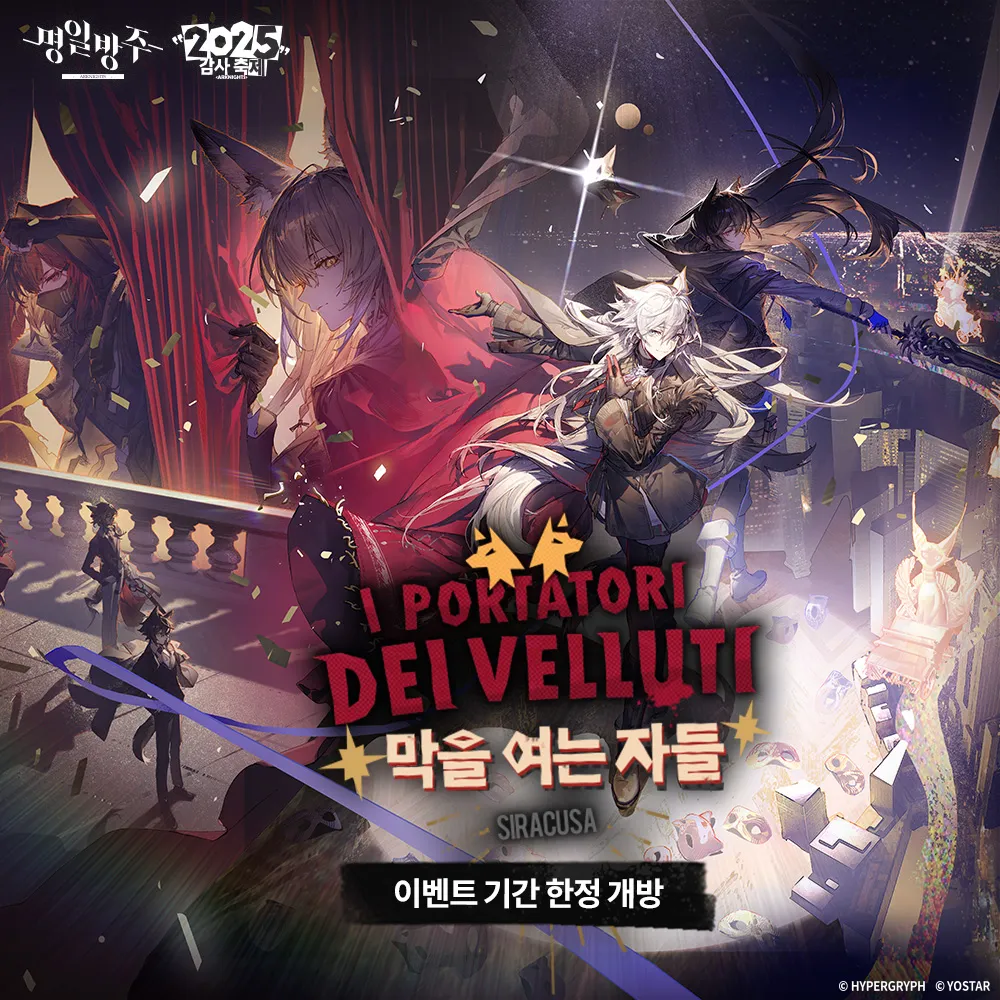 명일방주
ARKNIGHTS
"2025"
감사 축제
<ARKNIGHTS>
I PORTATORI
DEI VELLUTI
막을 여는 자들
SIRACUSA
이벤트 기간 한정 개방
© HYPERGRYPH © YOSTAR